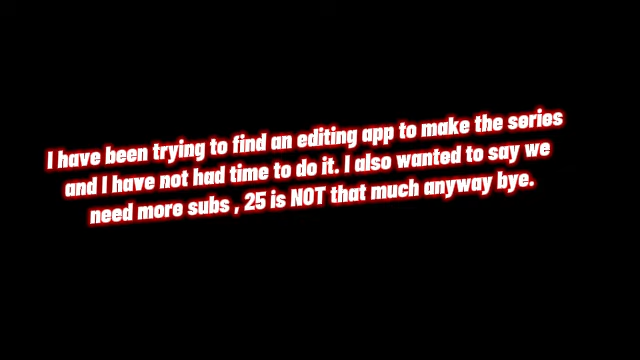 I have been trying to find an editing app to make the series
and I have not had time to do it. I also wanted to say we
need more subs , 25 is NOT that much anyway bye.